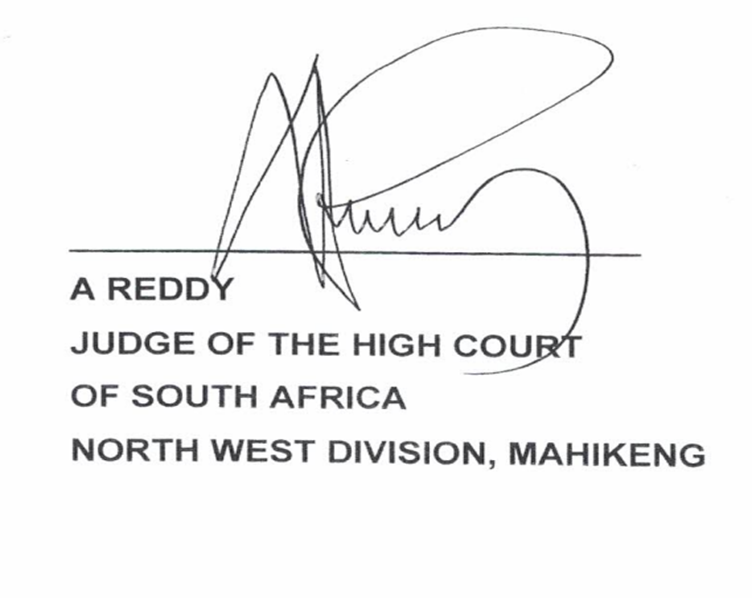 A REDDY
JUDGE OF THE HIGH COURT
OF SOUTH AFRICA
NORTH WEST DIVISION, MAHIKENG